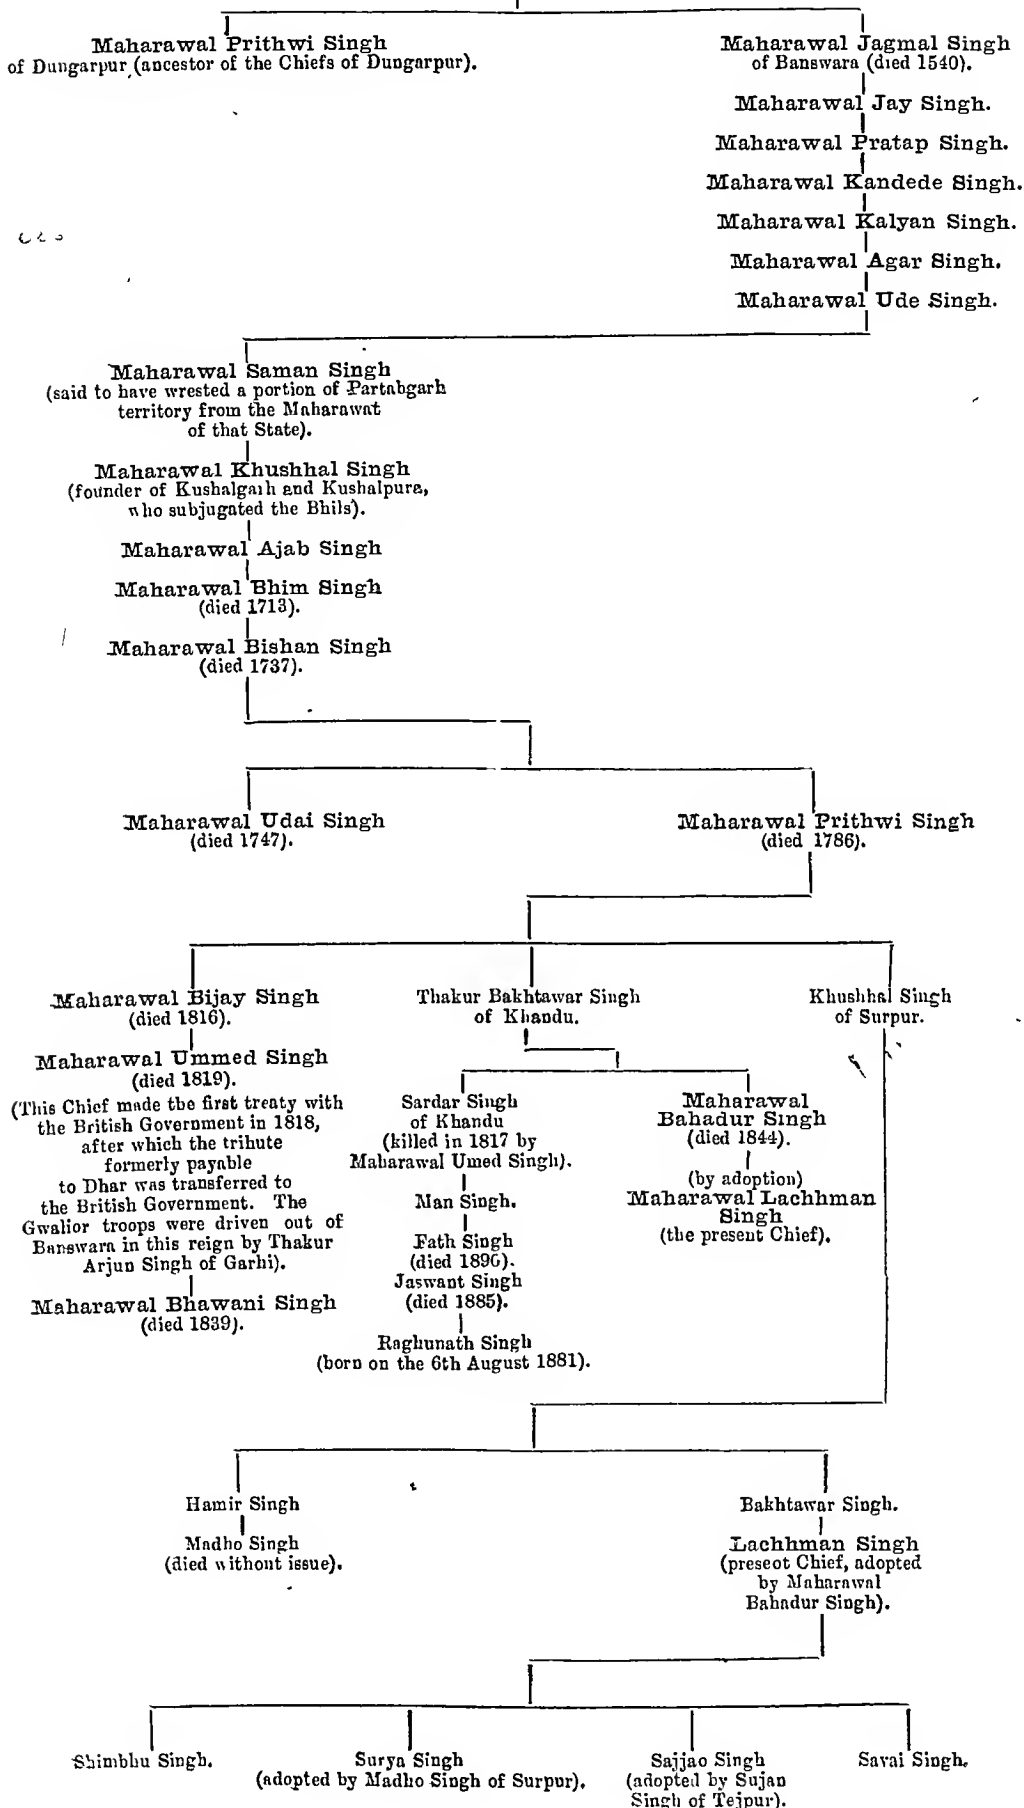 Maharawal Prithwi Singh
of Dungarpur (ancestor of the Chiefs of Dungarpur).
Maharawal Jagmal Singh
of Banswara (died 1540).
Maharawal Jay Singh.
Maharawal Pratap Singh.
Maharawal Kandede Singh.
Maharawal Kalyan Singh.
Maharawal Agar Singh.
Maharawal Ude Singh.
Maharawal Saman Singh
(said to have wrested a portion of Partabgarh
territory from the Maharawat
of that State).
Maharawal Khushhal Singh
(founder of Kushalgarh and Kushalpura,
who subjugated the Bhils).
Maharawal Ajab Singh
Maharawal Bhim Singh
(died 1713).
Maharawal Bishan Singh
(died 1737).
Maharawal Udai Singh
(died 1747).
Maharawal Prithwi Singh
(died 1786).
Maharawal Bijay Singh
(died 1816).
Maharawal Ummed Singh
(died 1819).
(This Chief made the first treaty with
the British Government in 1818,
after which the tribute
formerly payable
to Dhar was transferred to
the British Government. The
Gwalior troops were driven out of
Banswara in this reign by Thakur
Arjun Singh of Garhi).
Maharawal Bhawani Singh
(died 1839).
Thakur Bakhtawar Singh
of Khandu.
Sardar Singh
of Khandu
(killed in 1817 by
Maharawal Umed Singh).
Man Singh.
Fath Singh
(died 1896).
Jaswant Singh
(died 1885).
Raghunath Singh
(born on the 6th August 1881).
Maharawal
Bahadur Singh
(died 1844).
(by adoption)
Maharawal Lachhman
Singh
(the present Chief).
Khushhal Singh
of Surpur.
Hamir Singh
Madho Singh
(died without issue).
Bakhtawar Singh.
Lachhman Singh
(present Chief, adopted
by Maharawal
Bahadur Singh).
Shimbhu Singh.
Surya Singh
(adopted by Madho Singh of Surpur).
Sajjan Singh
(adopted by Sujan
Singh of Tejpur).
Savai Singh.